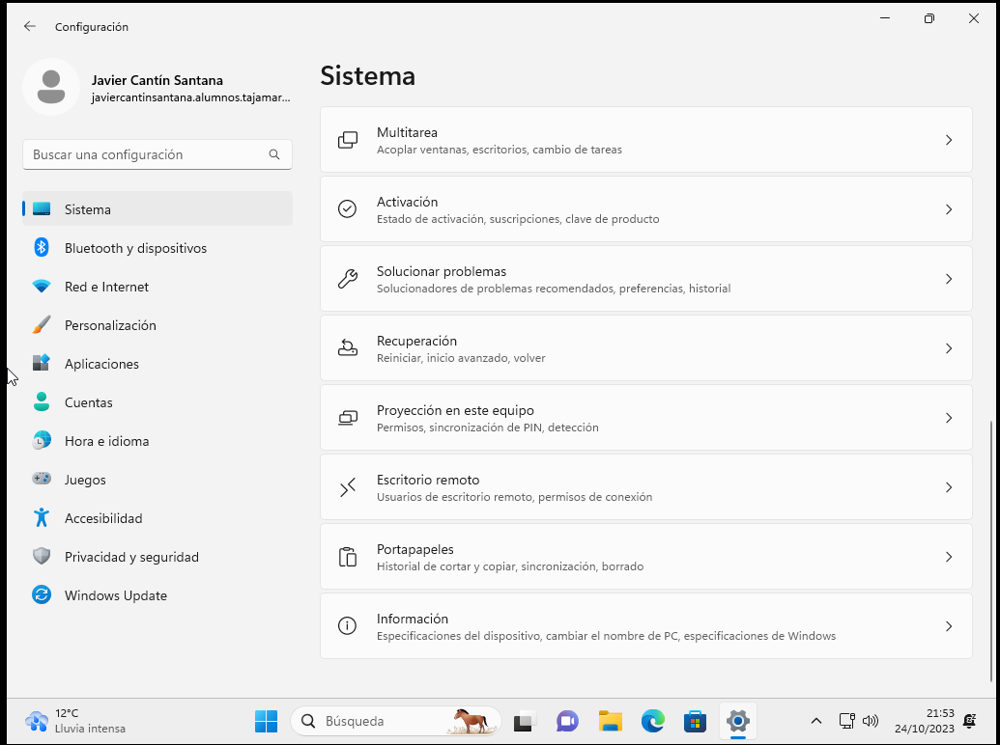 Configuración
Javier Cantín Santana
javiercantinsantana.alumnos.tajamar...
Buscar una configuración
Sistema
Bluetooth y dispositivos
Red e Internet
Personalización
Aplicaciones
Cuentas
Hora e idioma
Juegos
Accesibilidad
Privacidad y seguridad
Windows Update
Sistema
Multitarea
Acoplar ventanas, escritorios, cambio de tareas
Activación
Estado de activación, suscripciones, clave de producto
Solucionar problemas
Solucionadores de problemas recomendados, preferencias, historial
Recuperación
Reiniciar, inicio avanzado, volver
Proyección en este equipo
Permisos, sincronización de PIN, detección
Escritorio remoto
Usuarios de escritorio remoto, permisos de conexión
Portapapeles
Historial de cortar y copiar, sincronización, borrado
Información
Especificaciones del dispositivo, cambiar el nombre de PC, especificaciones de Windows
12°C
Lluvia intensa
Búsqueda
21:53
24/10/2023